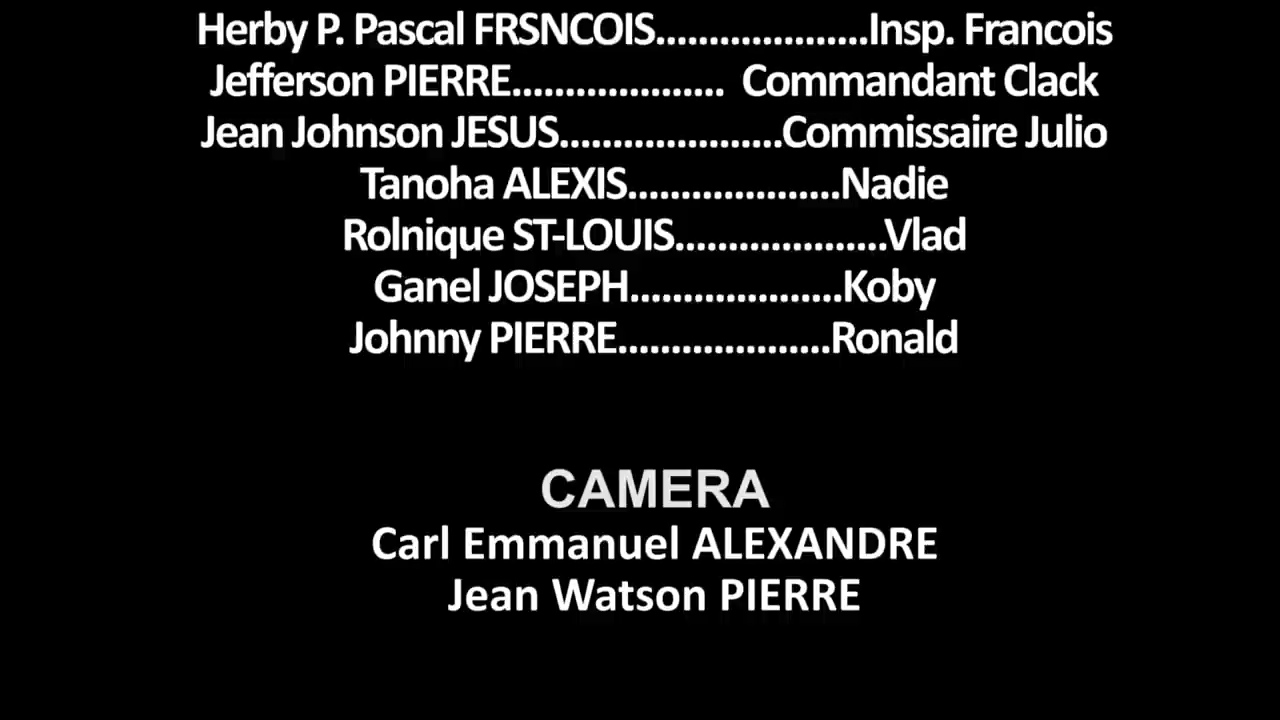 Herby P. Pascal FRSNCOIS....................Insp. Francois
Jefferson PIERRE.................... Commandant Clack
Jean Johnson JESUS.....................Commissaire Julio
Tanoha ALEXIS....................Nadie
Rolnique ST-LOUIS....................Vlad
Ganel JOSEPH....................Koby
Johnny PIERRE....................Ronald
CAMERA
Carl Emmanuel ALEXANDRE
Jean Watson PIERRE